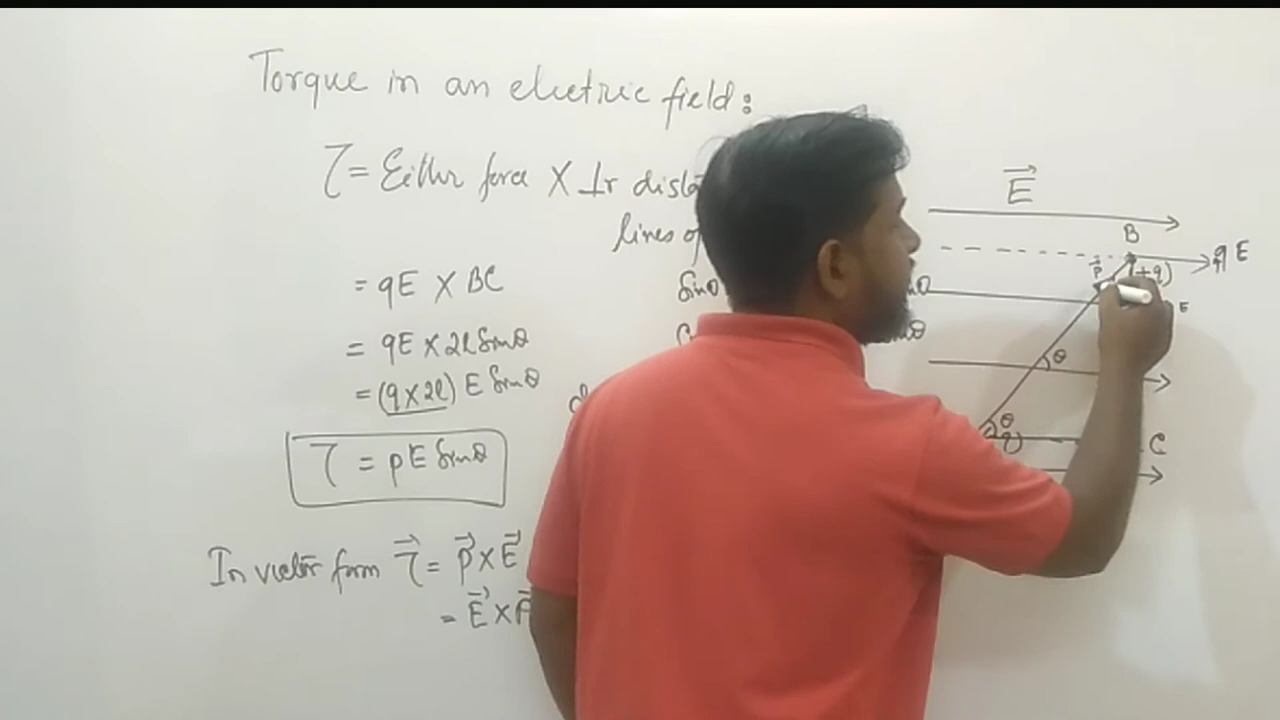 Torque in an electric field:
τ = Either force X ⊥r
lines of
= qE X BC
= qE X 2l Sinθ
= (q X 2l) E Sinθ
τ = pE Sinθ
In vector form τ⃗ = p⃗ X E⃗
= E⃗ X
Sinθ
E⃗
B
qE
p⃗
(+q)
E
θ
θ
C